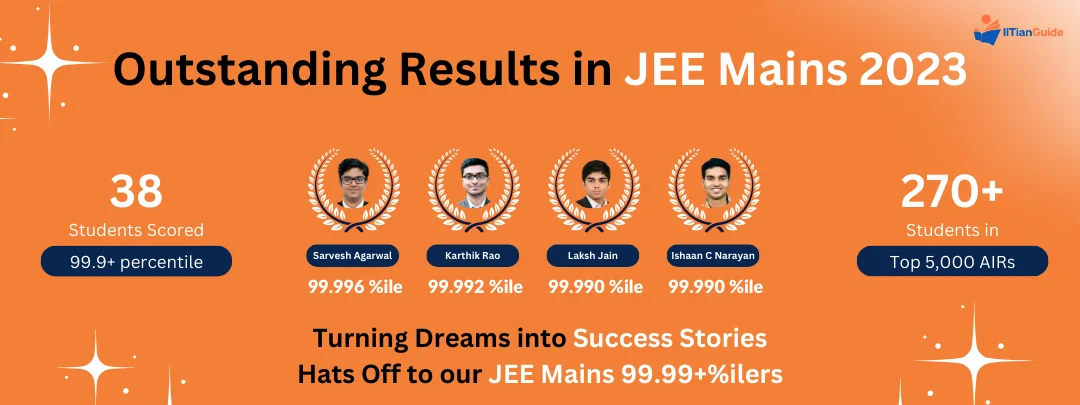 IITianGuide
Outstanding Results in JEE Mains 2023
38
Students Scored
99.9+ percentile
Sarvesh Agarwal
99.996 %ile
Karthik Rao
99.992 %ile
Laksh Jain
99.990 %ile
Ishaan C Narayan
99.990 %ile
270+
Students in
Top 5,000 AIRs
Turning Dreams into Success Stories
Hats Off to our JEE Mains 99.99+%ilers